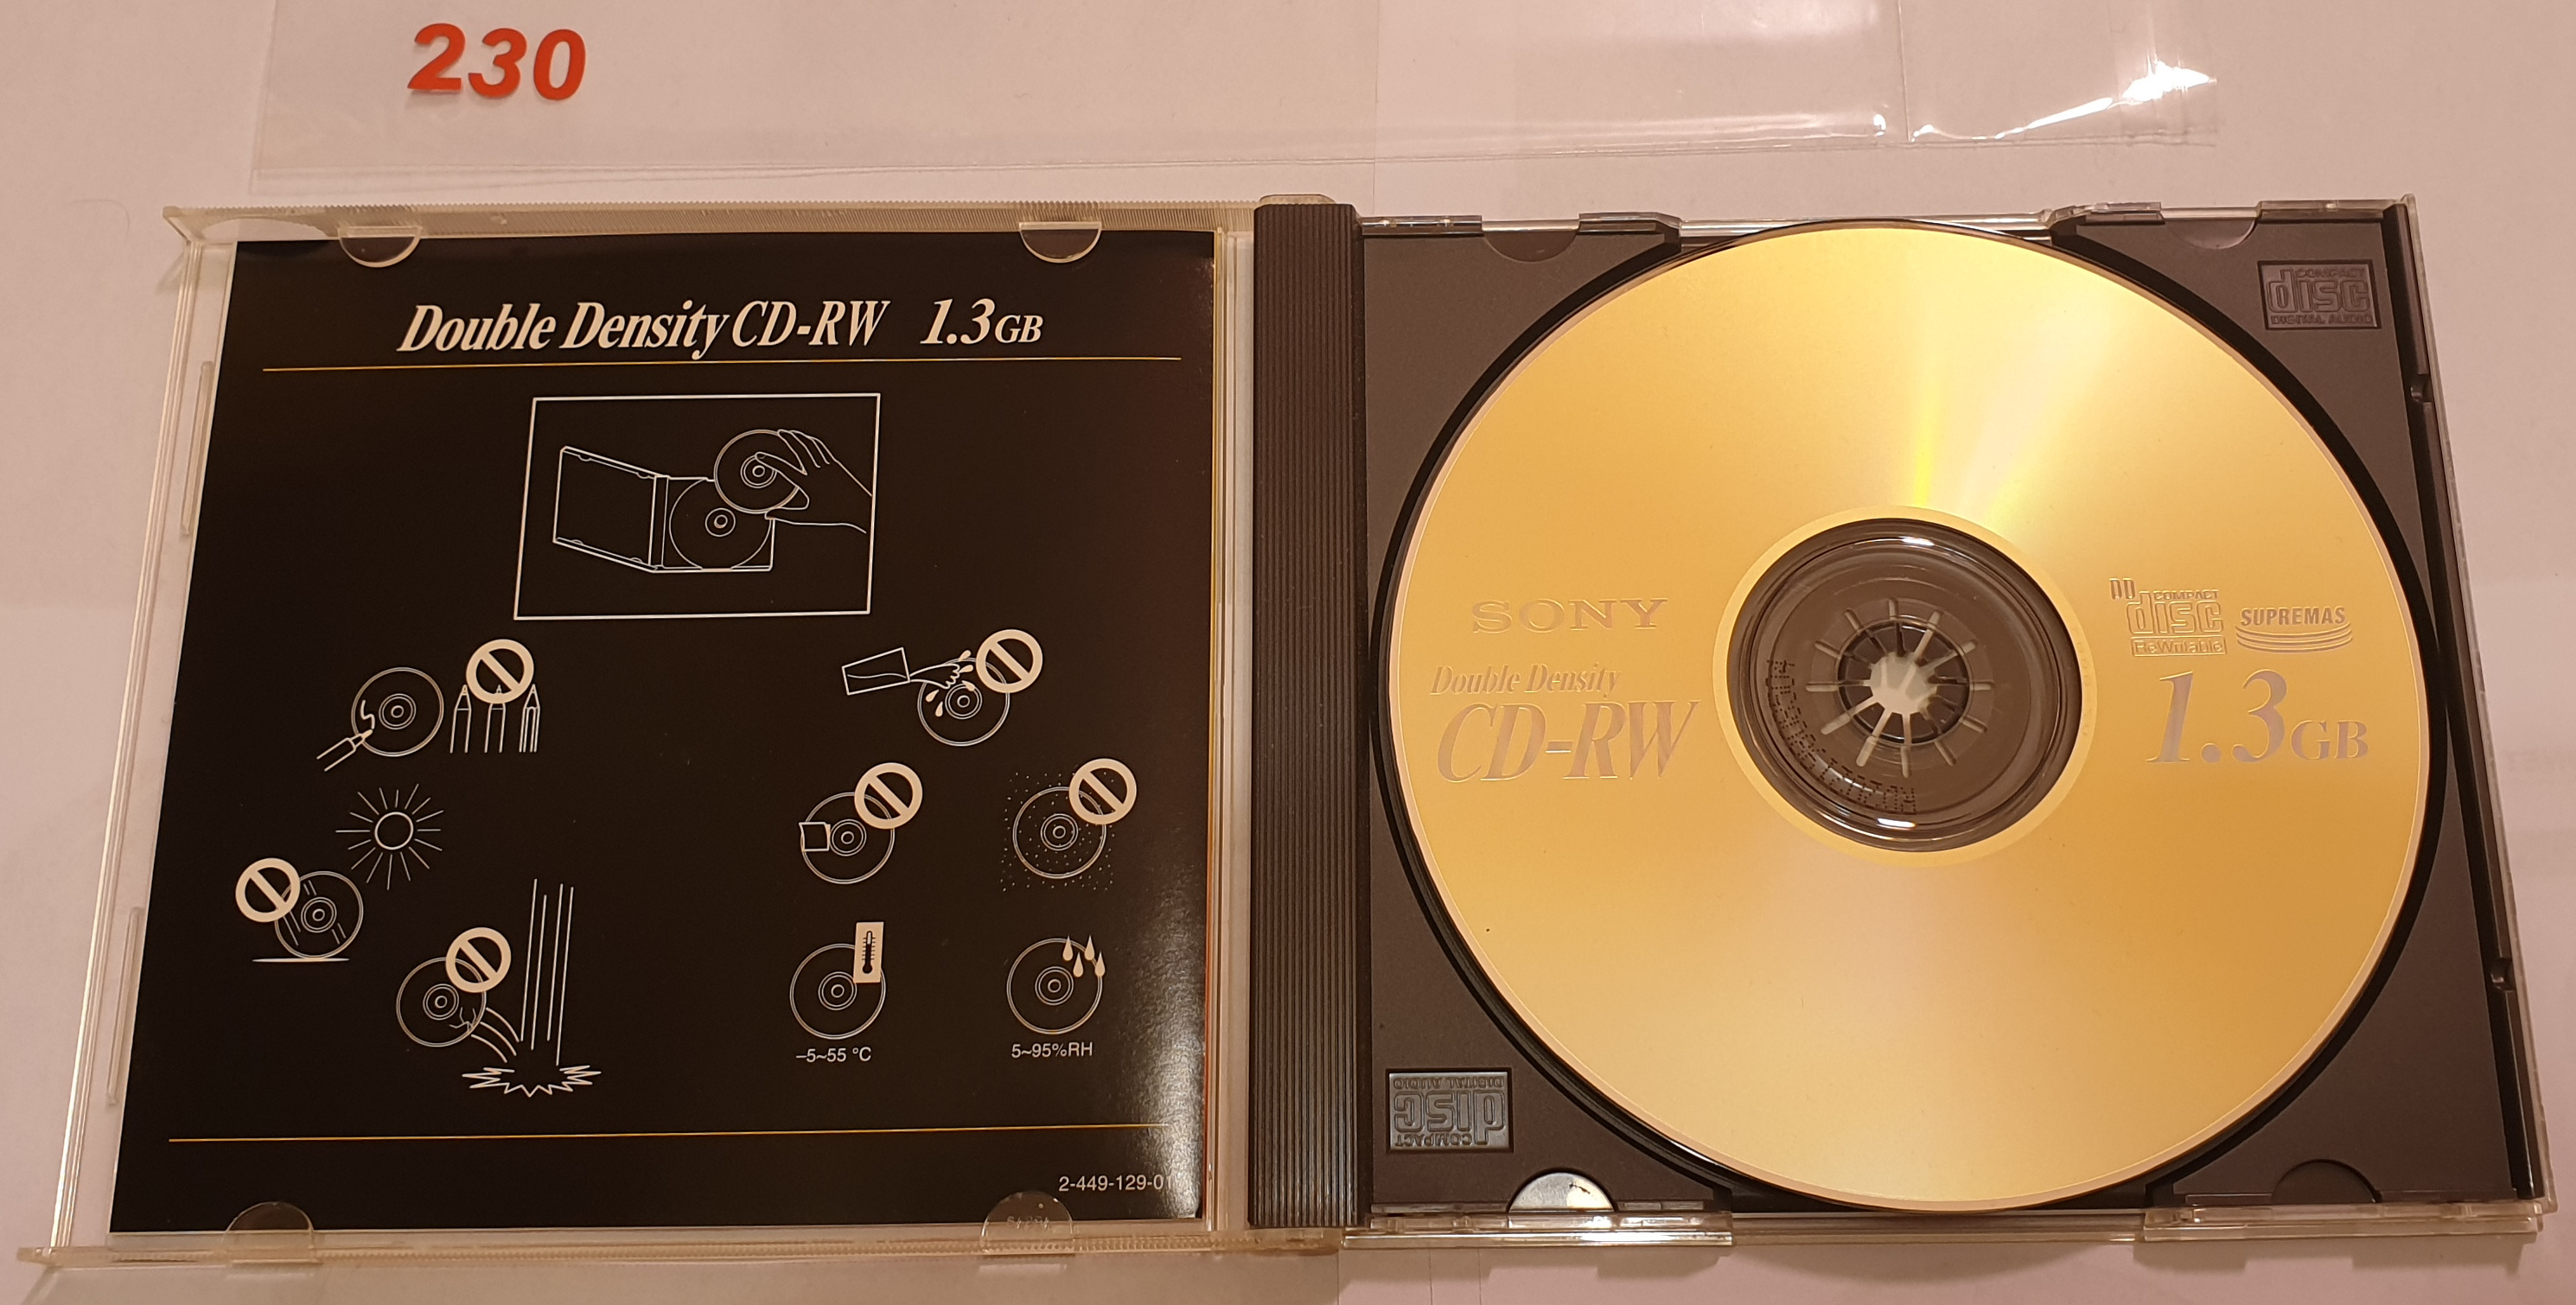 230
Double Density CD-RW 1.3GB
–5~55 °C
5~95%RH
2-449-129-01
COMPACT
disc
DIGITAL AUDIO
SONY
Double Density
CD-RW
DD
COMPACT
disc
ReWritable
SUPREMAS
1.3GB
COMPACT
disc
DIGITAL AUDIO